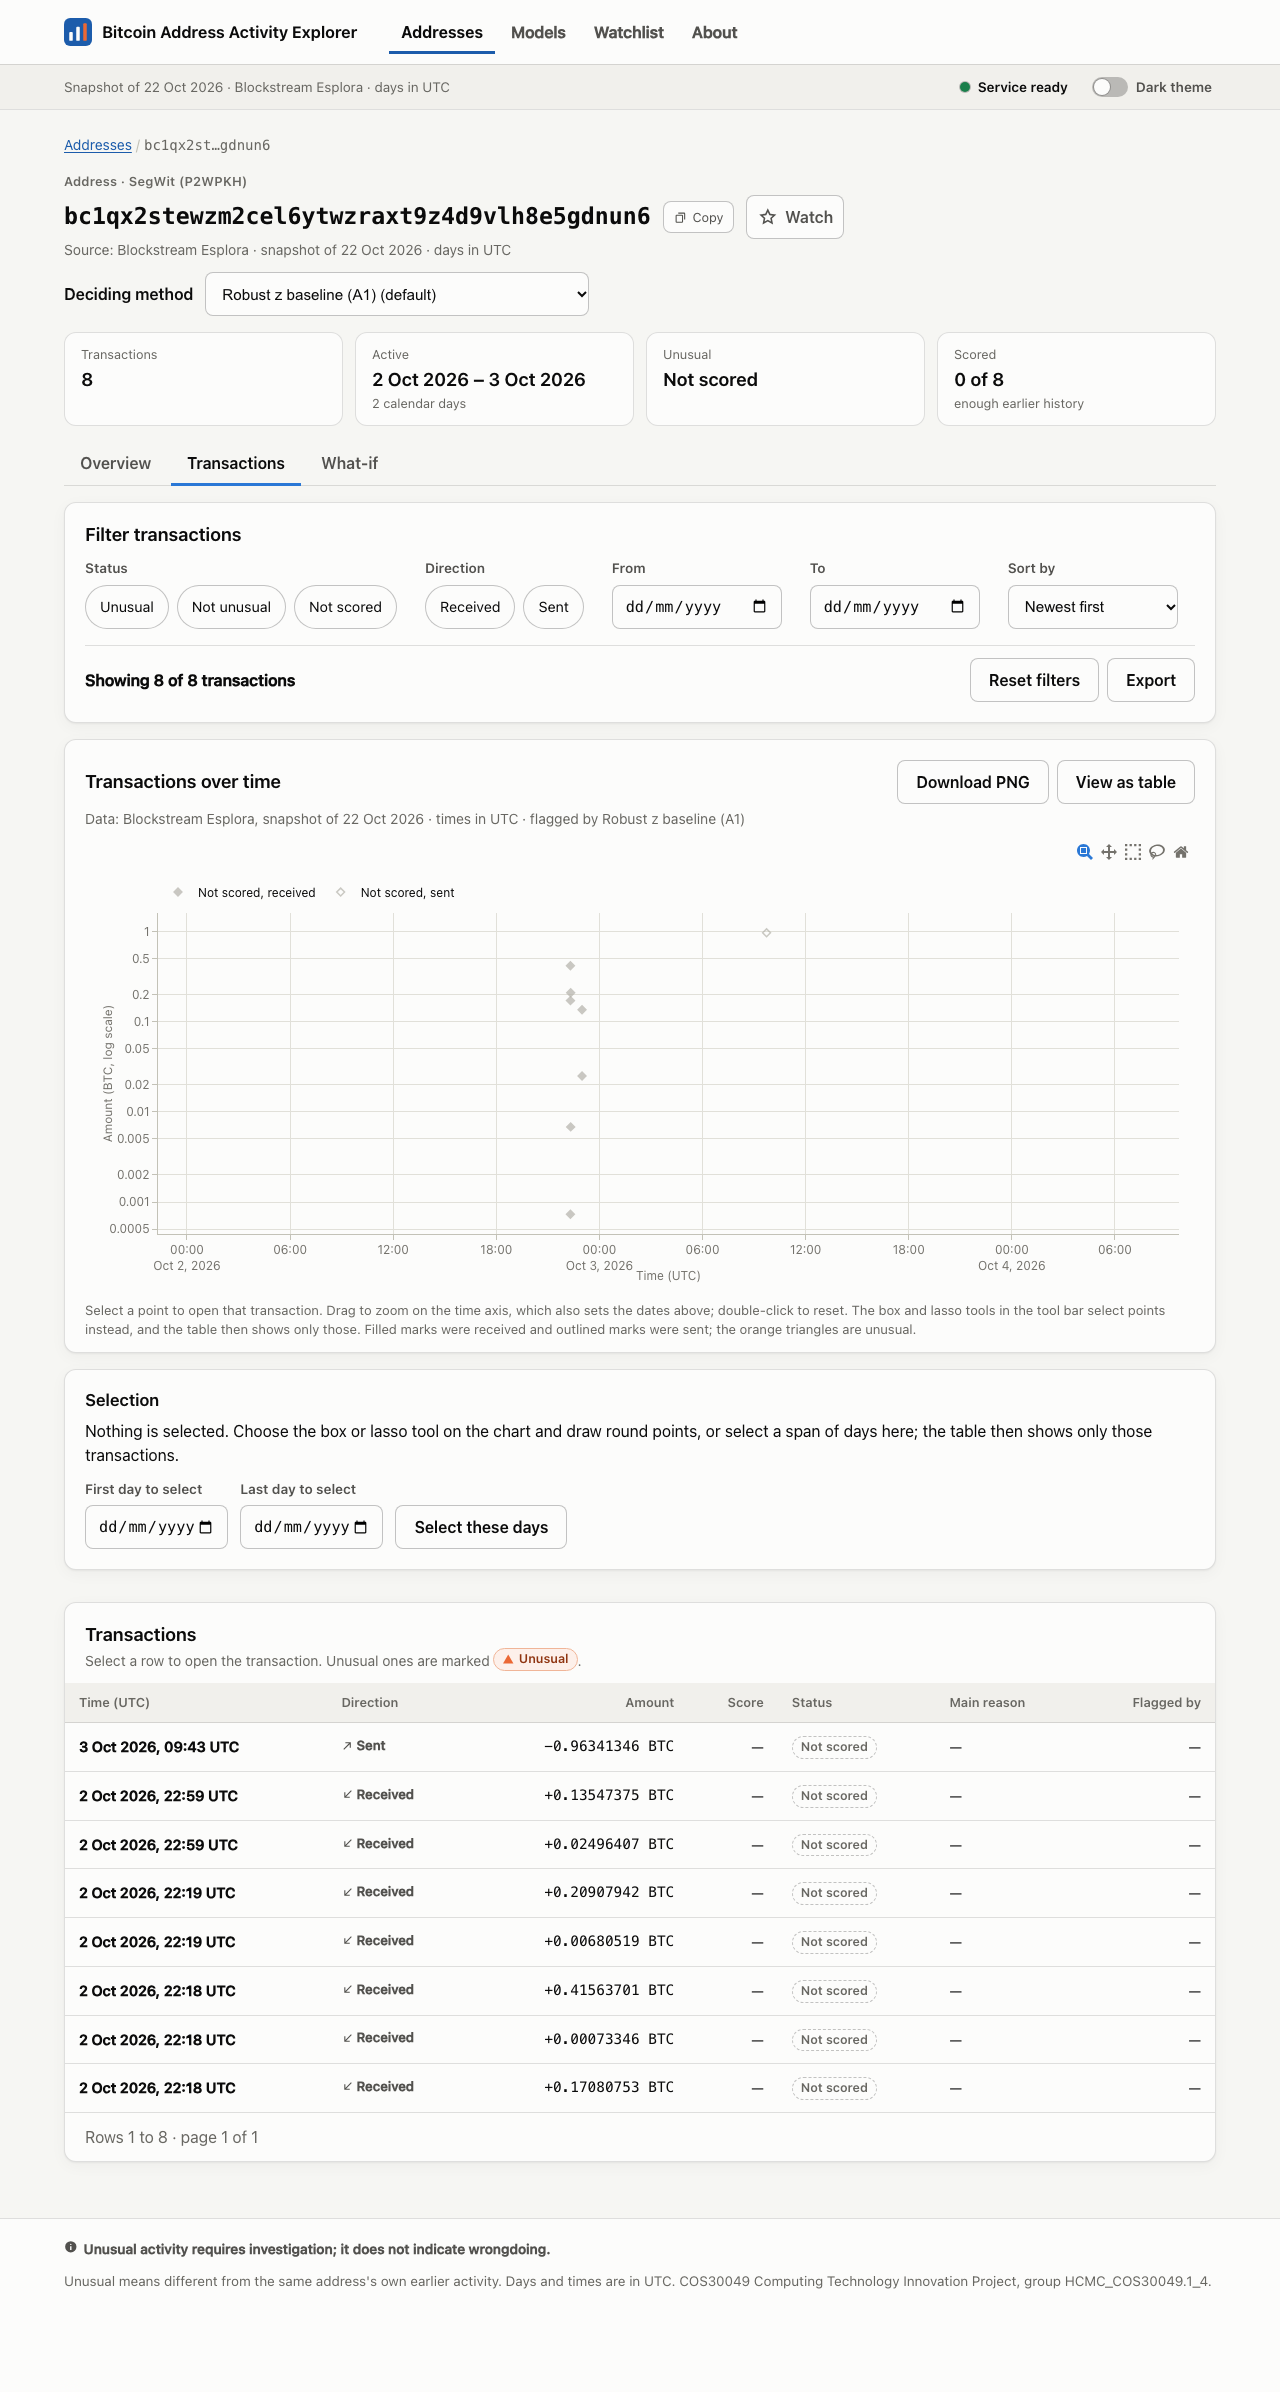 Bitcoin Address Activity Explorer
Addresses
Models
Watchlist
About
Snapshot of 22 Oct 2026 · Blockstream Esplora · days in UTC
Service ready
Dark theme
Addresses / bc1qx2st…gdnun6
Address · SegWit (P2WPKH)
bc1qx2stewzm2cel6ytwzraxt9z4d9vlh8e5gdnun6
Copy
Watch
Source: Blockstream Esplora · snapshot of 22 Oct 2026 · days in UTC
Deciding method
Robust z baseline (A1) (default)
Transactions
8
Active
2 Oct 2026 – 3 Oct 2026
2 calendar days
Unusual
Not scored
Scored
0 of 8
enough earlier history
Overview
Transactions
What-if
Filter transactions
Status
Unusual
Not unusual
Not scored
Direction
Received
Sent
From
dd/mm/yyyy
To
dd/mm/yyyy
Sort by
Newest first
Showing 8 of 8 transactions
Reset filters
Export
Transactions over time
Download PNG
View as table
Data: Blockstream Esplora, snapshot of 22 Oct 2026 · times in UTC · flagged by Robust z baseline (A1)
Not scored, received
Not scored, sent
Amount (BTC, log scale)
1
0.5
0.2
0.1
0.05
0.02
0.01
0.005
0.002
0.001
0.0005
00:00
Oct 2, 2026
06:00
12:00
18:00
00:00
Oct 3, 2026
06:00
12:00
18:00
00:00
Oct 4, 2026
06:00
Time (UTC)
Select a point to open that transaction. Drag to zoom on the time axis, which also sets the dates above; double-click to reset. The box and lasso tools in the tool bar select points
instead, and the table then shows only those. Filled marks were received and outlined marks were sent; the orange triangles are unusual.
Selection
Nothing is selected. Choose the box or lasso tool on the chart and draw round points, or select a span of days here; the table then shows only those
transactions.
First day to select
dd/mm/yyyy
Last day to select
dd/mm/yyyy
Select these days
Transactions
Select a row to open the transaction. Unusual ones are marked Unusual.
Time (UTC) Direction Amount Score Status Main reason Flagged by
3 Oct 2026, 09:43 UTC Sent −0.96341346 BTC — Not scored — —
2 Oct 2026, 22:59 UTC Received +0.13547375 BTC — Not scored — —
2 Oct 2026, 22:59 UTC Received +0.02496407 BTC — Not scored — —
2 Oct 2026, 22:19 UTC Received +0.20907942 BTC — Not scored — —
2 Oct 2026, 22:19 UTC Received +0.00680519 BTC — Not scored — —
2 Oct 2026, 22:18 UTC Received +0.41563701 BTC — Not scored — —
2 Oct 2026, 22:18 UTC Received +0.00073346 BTC — Not scored — —
2 Oct 2026, 22:18 UTC Received +0.17080753 BTC — Not scored — —
Rows 1 to 8 · page 1 of 1
Unusual activity requires investigation; it does not indicate wrongdoing.
Unusual means different from the same address's own earlier activity. Days and times are in UTC. COS30049 Computing Technology Innovation Project, group HCMC_COS30049.1_4.